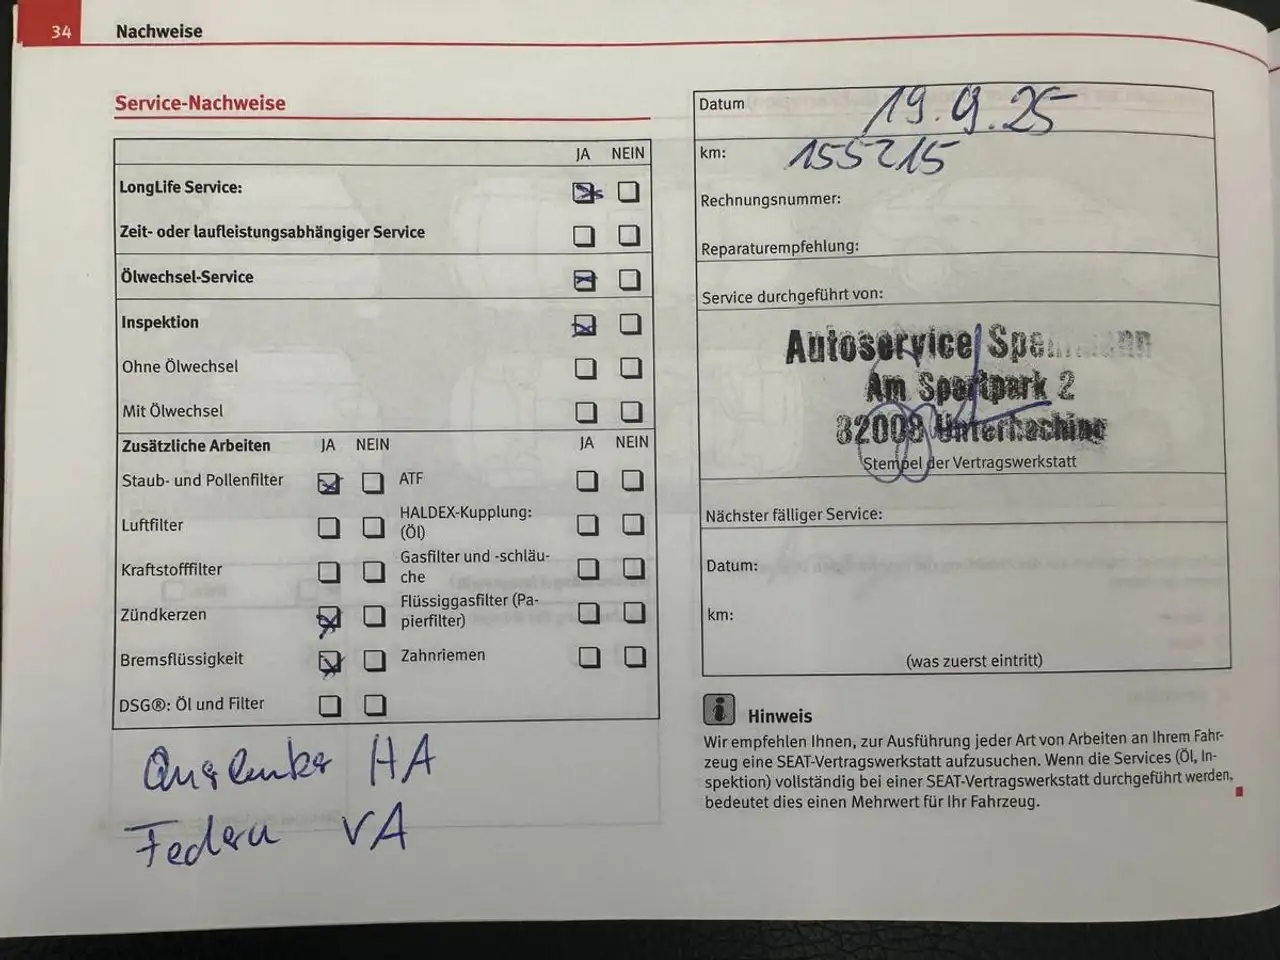 34 Nachweise
Service-Nachweise
JA NEIN
LongLife Service:
Zeit- oder laufleistungsabhängiger Service
Ölwechsel-Service
Inspektion
Ohne Ölwechsel
Mit Ölwechsel
Zusätzliche Arbeiten JA NEIN JA NEIN
Staub- und Pollenfilter ATF
Luftfilter HALDEX-Kupplung:
(Öl)
Kraftstofffilter Gasfilter und -schläu-
che
Zündkerzen Flüssiggasfilter (Pa-
pierfilter)
Bremsflüssigkeit Zahnriemen
DSG®: Öl und Filter
Querlenker HA
Federn VA
Datum 19.9.25
km: 155215
Rechnungsnummer:
Reparaturempfehlung:
Service durchgeführt von:
Autoservice
Am Sportpark 2
82008 Unterhaching
Stempel der Vertragswerkstatt
Nächster fälliger Service:
Datum:
km:
(was zuerst eintritt)
i Hinweis
Wir empfehlen Ihnen, zur Ausführung jeder Art von Arbeiten an Ihrem Fahr-
zeug eine SEAT-Vertragswerkstatt aufzusuchen. Wenn die Services (Öl, In-
spektion) vollständig bei einer SEAT-Vertragswerkstatt durchgeführt werden,
bedeutet dies einen Mehrwert für Ihr Fahrzeug.